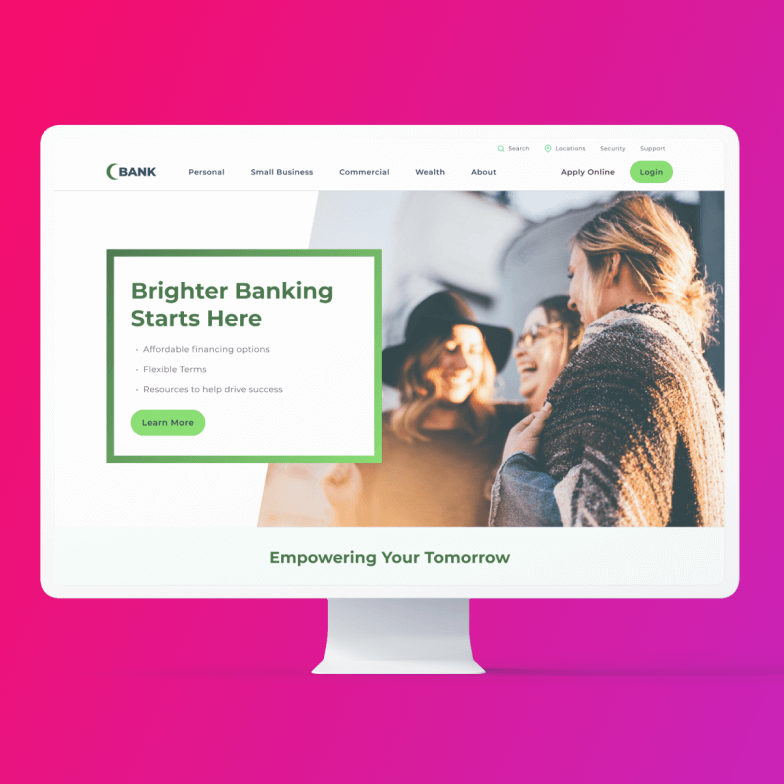 Search Locations Security Support
BANK Personal Small Business Commercial Wealth About Apply Online Login
Brighter Banking
Starts Here
• Affordable financing options
• Flexible Terms
• Resources to help drive success
Learn More
Empowering Your Tomorrow